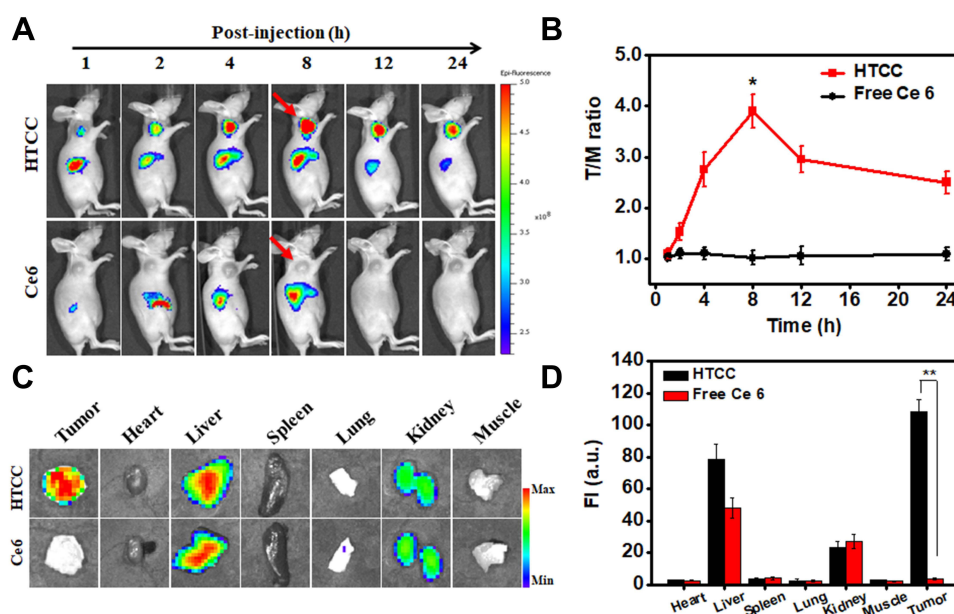 A
Post-injection (h)
1 2 4 8 12 24
HTCC
Ce6
Epi-fluorescence
5.0
4.5
4.0
3.5
x10⁸
3.0
2.5
B
HTCC
Free Ce 6
*
T/M ratio
5.0
4.0
3.0
2.0
1.0
0 4 8 12 16 20 24
Time (h)
C
Tumor Heart Liver Spleen Lung Kidney Muscle
HTCC
Ce6
Max
Min
D
HTCC
Free Ce 6
**
FI (a.u.)
140
120
100
80
60
40
20
0
Heart Liver Spleen Lung Kidney Muscle Tumor